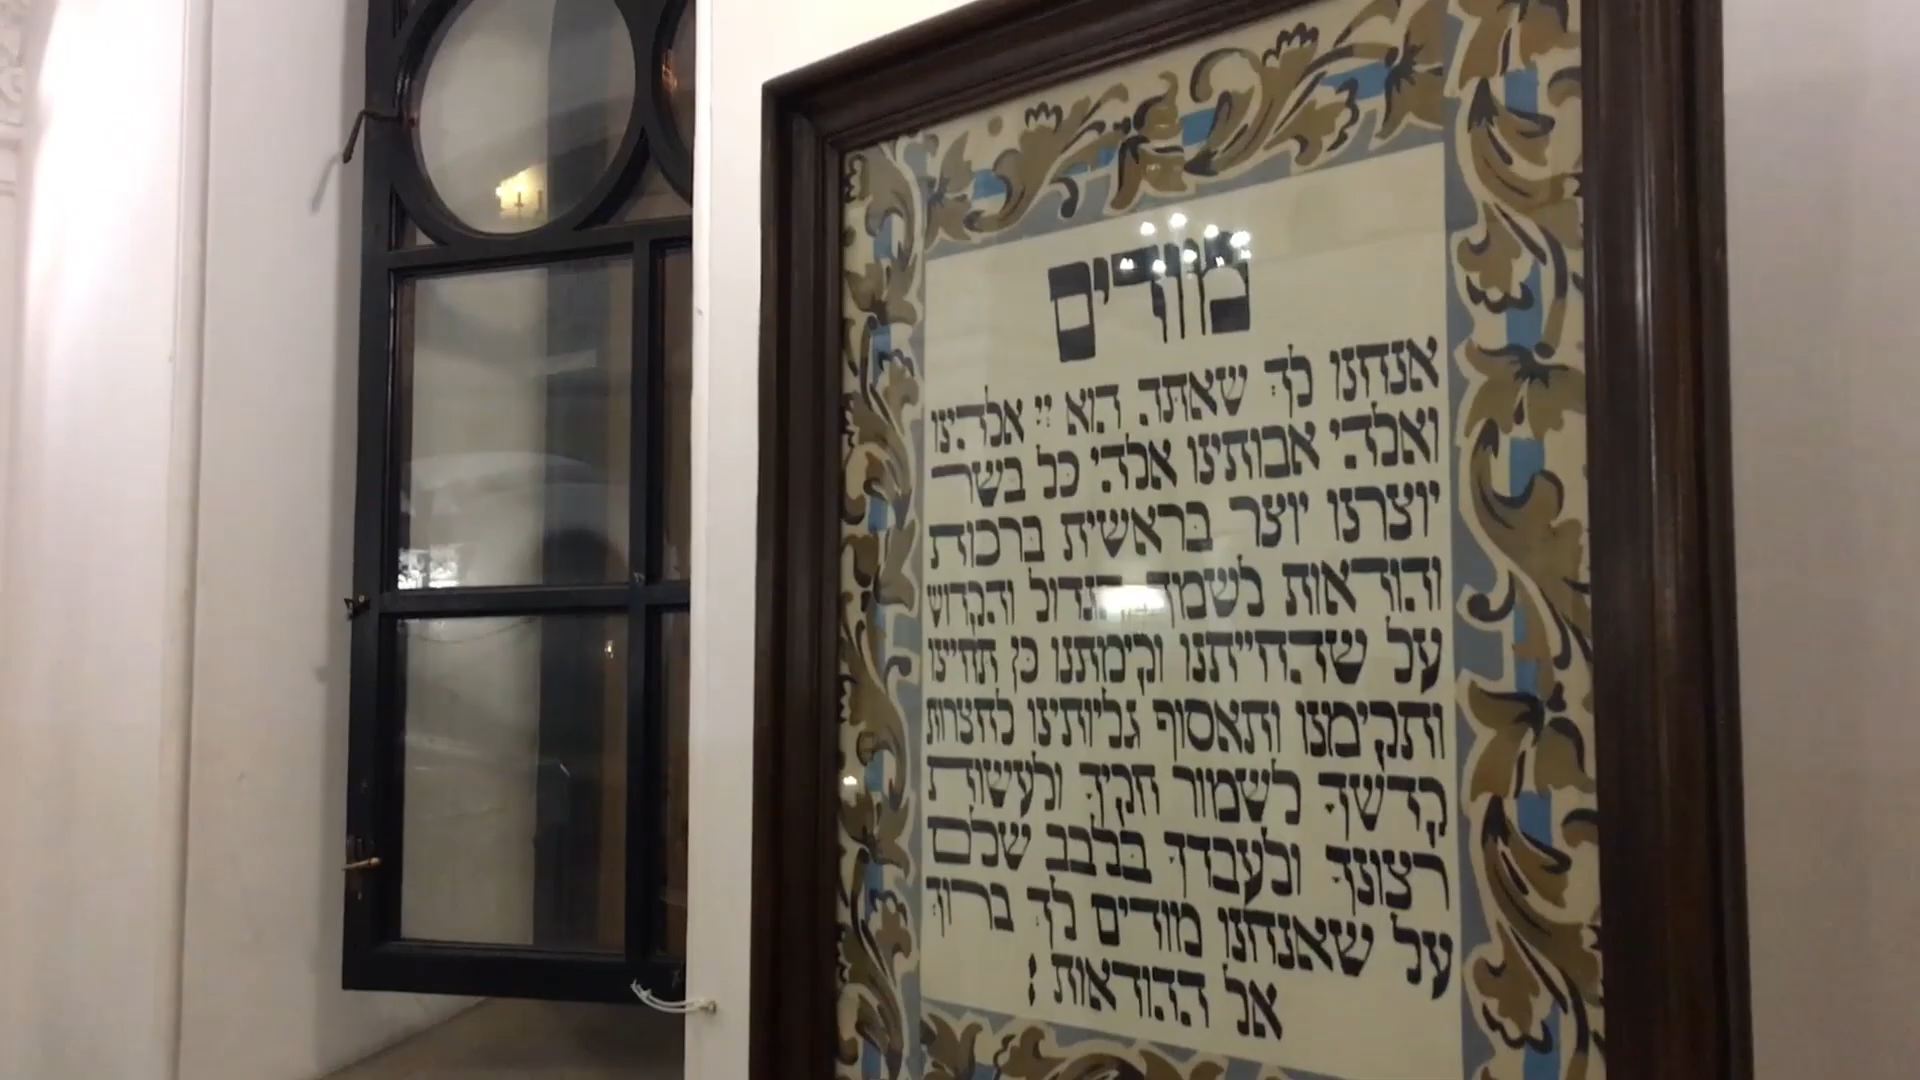 מודים
אנחנו לך שאתה הוא יי אלהינו
ואלהי אבותינו אלהי כל בשר
יוצרנו יוצר בראשית ברכות
והודאות לשמך הגדול והקדוש
על שהחייתנו וקימתנו כן תחיינו
ותקימנו ותאסוף גליותינו לחצרות
קדשך לשמור חקיך ולעשות
רצונך ולעבדך בלבב שלם
על שאנחנו מודים לך ברוך
אל ההודאות :